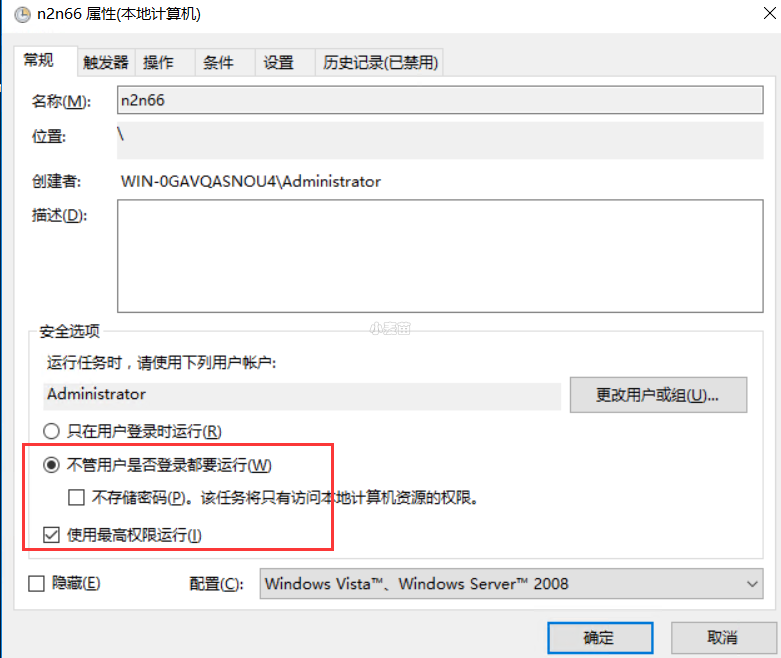 n2n66 属性(本地计算机)
常规 触发器 操作 条件 设置 历史记录(已禁用)
名称(M): n2n66
位置: \
创建者: WIN-0GAVQASNOU4\Administrator
描述(D):
小麦苗
安全选项
运行任务时，请使用下列用户帐户:
Administrator 更改用户或组(U)...
只在用户登录时运行(R)
不管用户是否登录都要运行(W)
不存储密码(P)。该任务将只有访问本地计算机资源的权限。
使用最高权限运行(I)
隐藏(E) 配置(C): Windows Vista™、Windows Server™ 2008
确定 取消